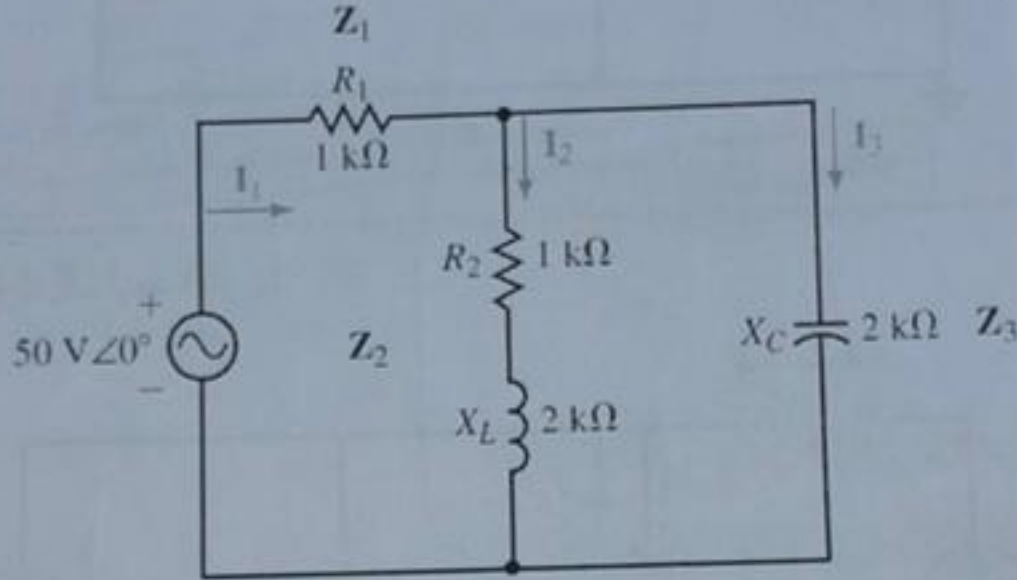 Z1
R1
1 kΩ
I1
I2
I3
R2 1 kΩ
+
50 V∠0°
−
Z2
XC 2 kΩ Z3
XL 2 kΩ